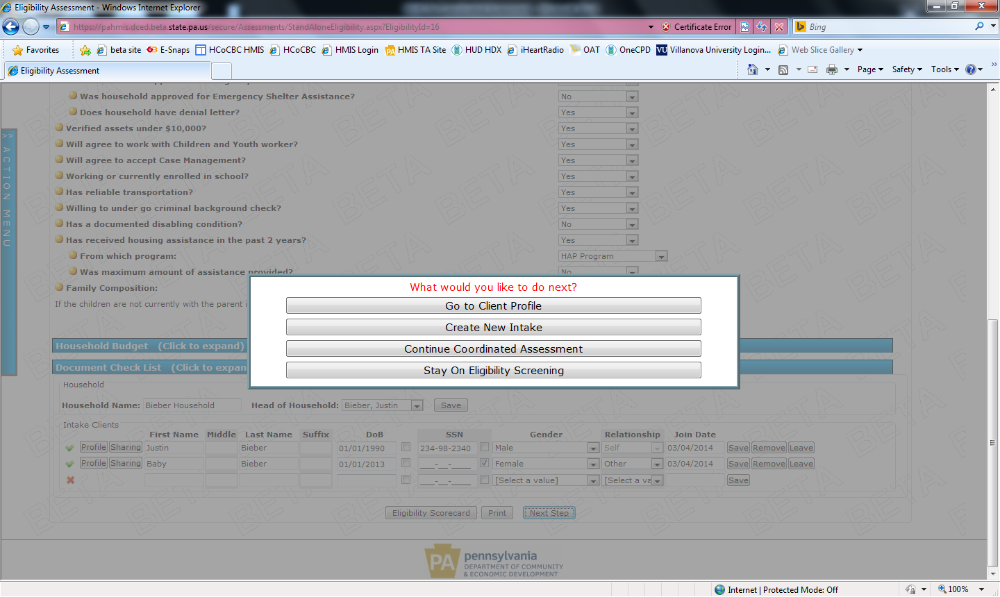 Eligibility Assessment - Windows Internet Explorer
https://pahmis.dced.beta.state.pa.us/secure/Assessments/StandAloneEligibility.aspx?EligibilityId=16 Certificate Error Bing
Favorites beta site E-Snaps HCoCBC HMIS HCoCBC HMIS Login HMIS TA Site HUD HDX iHeartRadio OAT OneCPD VU Villanova University Login... Web Slice Gallery
Eligibility Assessment Page Safety Tools
Was household approved for Emergency Shelter Assistance? No
Does household have denial letter? Yes
Verified assets under $10,000? Yes
Will agree to work with Children and Youth worker? Yes
Will agree to accept Case Management? Yes
Working or currently enrolled in school? Yes
Has reliable transportation? Yes
Willing to under go criminal background check? Yes
Has a documented disabling condition? No
Has received housing assistance in the past 2 years? Yes
From which program: HAP Program
Was maximum amount of assistance provided? No
Family Composition:
If the children are not currently with the parent
>> ACTION MENU
What would you like to do next?
Go to Client Profile
Create New Intake
Continue Coordinated Assessment
Stay On Eligibility Screening
Household Budget (Click to expand)
Document Check List (Click to expan
Household
Household Name: Bieber Household Head of Household: Bieber, Justin Save
Intake Clients
First Name Middle Last Name Suffix DoB SSN Gender Relationship Join Date
Profile Sharing Justin Bieber 01/01/1990 234-98-2340 Male Self 03/04/2014 Save Remove Leave
Profile Sharing Baby Bieber 01/01/2013 ___-__-____ Female Other 03/04/2014 Save Remove Leave
___-__-____ [Select a value] [Select a va Save
Eligibility Scorecard Print Next Step
BETA
PA pennsylvania
DEPARTMENT OF COMMUNITY
& ECONOMIC DEVELOPMENT
Internet | Protected Mode: Off 100%